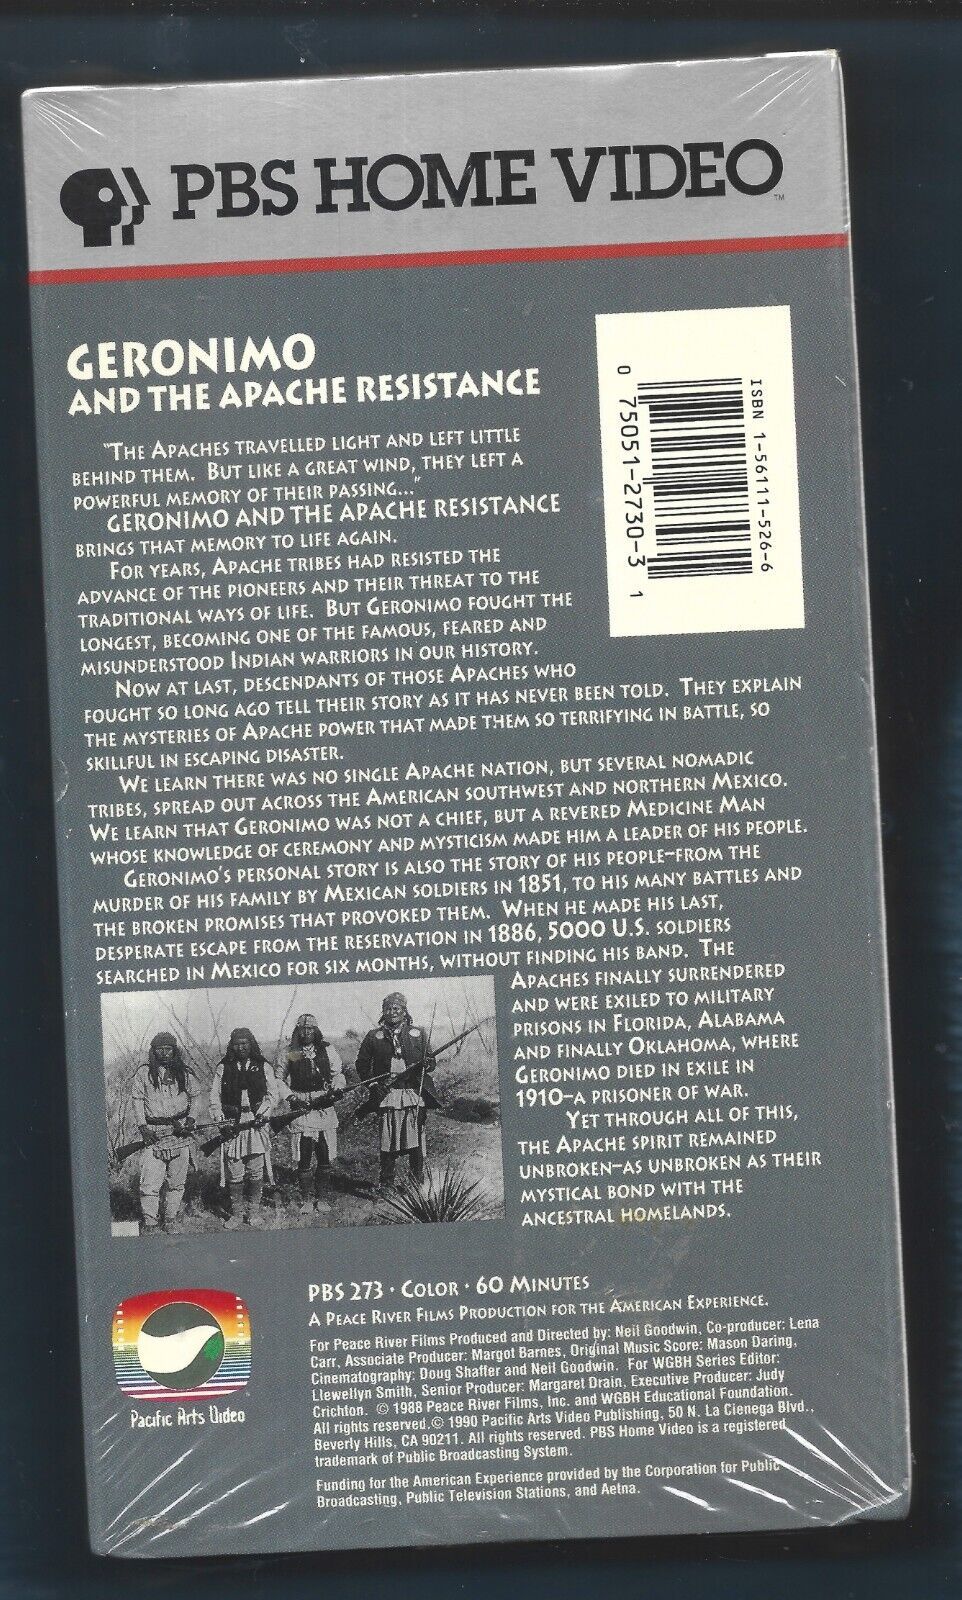 PBS HOME VIDEO™
GERONIMO
AND THE APACHE RESISTANCE
"THE APACHES TRAVELLED LIGHT AND LEFT LITTLE
BEHIND THEM. BUT LIKE A GREAT WIND, THEY LEFT A
POWERFUL MEMORY OF THEIR PASSING..."
GERONIMO AND THE APACHE RESISTANCE
BRINGS THAT MEMORY TO LIFE AGAIN.
FOR YEARS, APACHE TRIBES HAD RESISTED THE
ADVANCE OF THE PIONEERS AND THEIR THREAT TO THE
TRADITIONAL WAYS OF LIFE. BUT GERONIMO FOUGHT THE
LONGEST, BECOMING ONE OF THE FAMOUS, FEARED AND
MISUNDERSTOOD INDIAN WARRIORS IN OUR HISTORY.
NOW AT LAST, DESCENDANTS OF THOSE APACHES WHO
FOUGHT SO LONG AGO TELL THEIR STORY AS IT HAS NEVER BEEN TOLD. THEY EXPLAIN
THE MYSTERIES OF APACHE POWER THAT MADE THEM SO TERRIFYING IN BATTLE, SO
SKILLFUL IN ESCAPING DISASTER.
WE LEARN THERE WAS NO SINGLE APACHE NATION, BUT SEVERAL NOMADIC
TRIBES, SPREAD OUT ACROSS THE AMERICAN SOUTHWEST AND NORTHERN MEXICO.
WE LEARN THAT GERONIMO WAS NOT A CHIEF, BUT A REVERED MEDICINE MAN
WHOSE KNOWLEDGE OF CEREMONY AND MYSTICISM MADE HIM A LEADER OF HIS PEOPLE.
GERONIMO'S PERSONAL STORY IS ALSO THE STORY OF HIS PEOPLE—FROM THE
MURDER OF HIS FAMILY BY MEXICAN SOLDIERS IN 1851, TO HIS MANY BATTLES AND
THE BROKEN PROMISES THAT PROVOKED THEM. WHEN HE MADE HIS LAST,
DESPERATE ESCAPE FROM THE RESERVATION IN 1886, 5000 U.S. SOLDIERS
SEARCHED IN MEXICO FOR SIX MONTHS, WITHOUT FINDING HIS BAND. THE
APACHES FINALLY SURRENDERED
AND WERE EXILED TO MILITARY
PRISONS IN FLORIDA, ALABAMA
AND FINALLY OKLAHOMA, WHERE
GERONIMO DIED IN EXILE IN
1910—A PRISONER OF WAR.
YET THROUGH ALL OF THIS,
THE APACHE SPIRIT REMAINED
UNBROKEN—AS UNBROKEN AS THEIR
MYSTICAL BOND WITH THE
ANCESTRAL HOMELANDS.
ISBN 1-56111-526-6
0 75051-2730-3 1
Pacific Arts Video
PBS 273 · COLOR · 60 MINUTES
A PEACE RIVER FILMS PRODUCTION FOR THE AMERICAN EXPERIENCE.
For Peace River Films Produced and Directed by: Neil Goodwin, Co-producer: Lena
Carr, Associate Producer: Margot Barnes, Original Music Score: Mason Daring,
Cinematography: Doug Shaffer and Neil Goodwin. For WGBH Series Editor:
Llewellyn Smith, Senior Producer: Margaret Drain, Executive Producer: Judy
Crichton. © 1988 Peace River Films, Inc. and WGBH Educational Foundation.
All rights reserved. © 1990 Pacific Arts Video Publishing, 50 N. La Cienega Blvd.,
Beverly Hills, CA 90211. All rights reserved. PBS Home Video is a registered
trademark of Public Broadcasting System.
Funding for the American Experience provided by the Corporation for Public
Broadcasting, Public Television Stations, and Aetna.